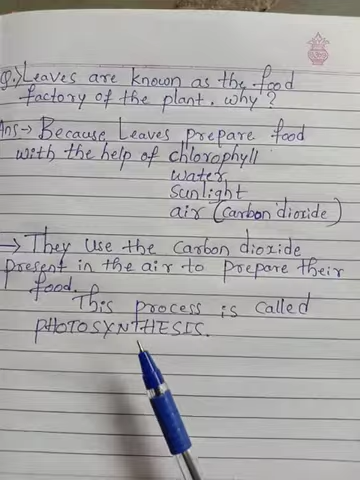 Q.) Leaves are known as the food
factory of the plant. why?
Ans:-> Because Leaves prepare food
with the help of chlorophyll
water
sunlight
air (carbon dioxide)
-> They use the carbon dioxide
present in the air to prepare their
food.
This process is called
PHOTOSYNTHESIS.